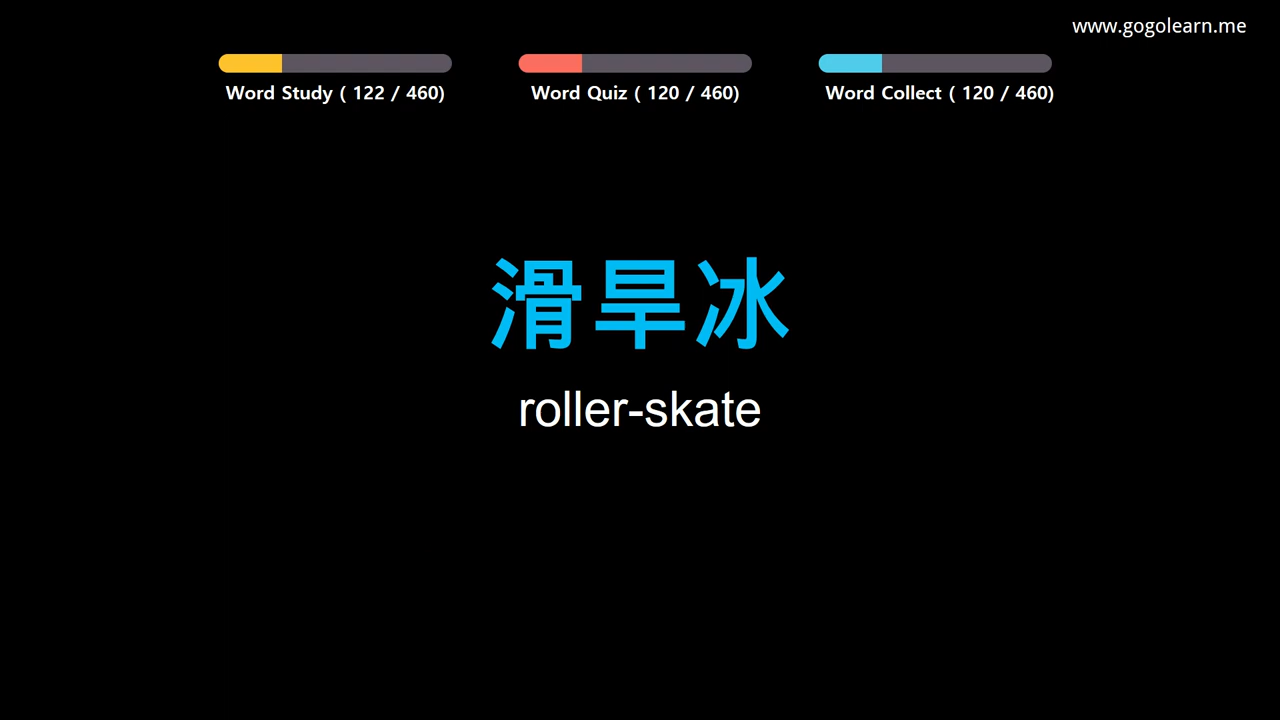 www.gogolearn.me
Word Study ( 122 / 460)
Word Quiz ( 120 / 460)
Word Collect ( 120 / 460)
滑旱冰
roller-skate